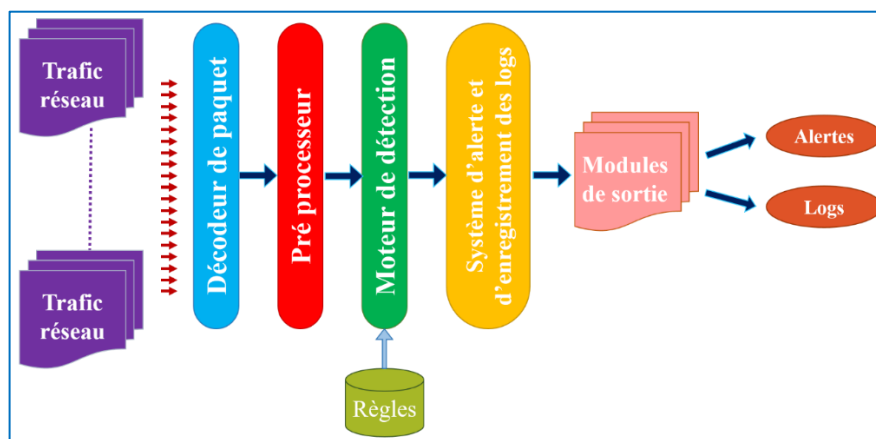 Trafic
réseau
Trafic
réseau
Décodeur de paquet
Pré processeur
Moteur de détection
Système d'alerte et
d'enregistrement des logs
Règles
Modules
de sortie
Alertes
Logs